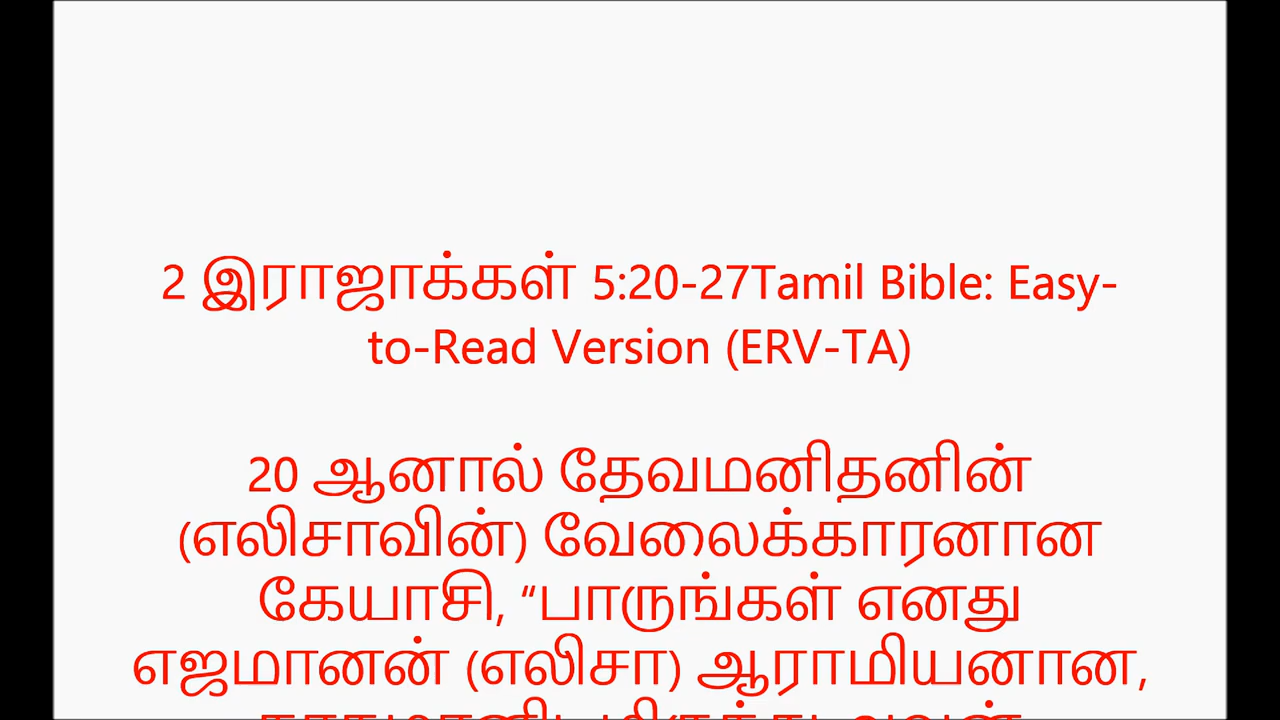 2 இராஜாக்கள் 5:20-27Tamil Bible: Easy-
to-Read Version (ERV-TA)
20 ஆனால் தேவமனிதனின்
(எலிசாவின்) வேலைக்காரனான
கேயாசி, “பாருங்கள் எனது
எஜமானன் (எலிசா) ஆராமியனான,